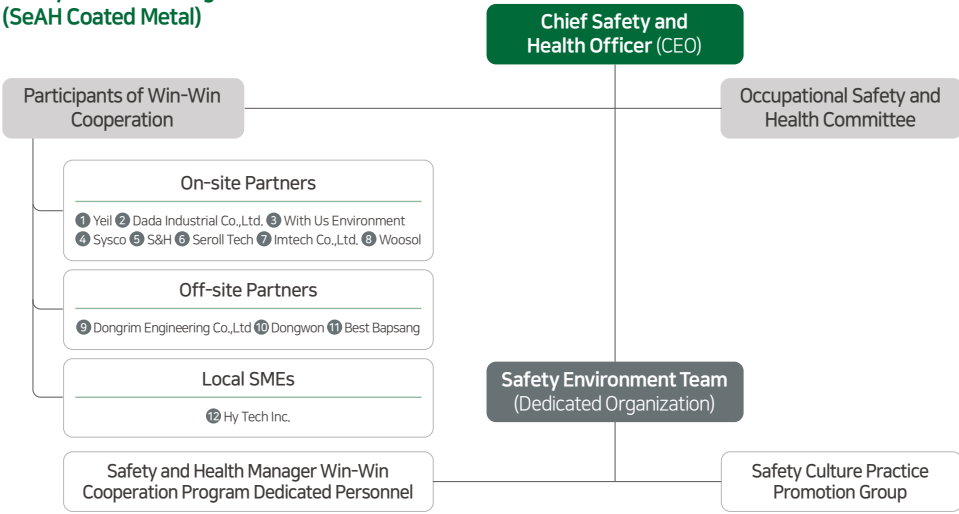 (SeAH Coated Metal)
Chief Safety and
Health Officer (CEO)
Participants of Win-Win
Cooperation
Occupational Safety and
Health Committee
On-site Partners
1 Yeil 2 Dada Industrial Co.,Ltd. 3 With Us Environment
4 Sysco 5 S&H 6 Seroll Tech 7 Imtech Co.,Ltd. 8 Woosol
Off-site Partners
9 Dongrim Engineering Co.,Ltd 10 Dongwon 11 Best Bapsang
Local SMEs
12 Hy Tech Inc.
Safety Environment Team
(Dedicated Organization)
Safety and Health Manager Win-Win
Cooperation Program Dedicated Personnel
Safety Culture Practice
Promotion Group